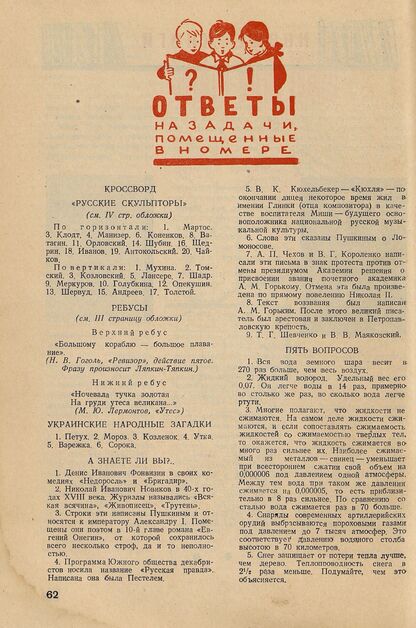 ?
!
ОТВЕТЫ
НА ЗАДАЧИ,
ПОМЕЩЕННЫЕ
В НОМЕРЕ
КРОССВОРД
«РУССКИЕ СКУЛЬПТОРЫ»
(см. IV стр. обложки)
По горизонтали: 1. Мартос.
3. Клодт, 4. Манизер. 6. Коненков. 8. Ва-
тагин. 11. Орловский, 14. Шубин, 16. Щед-
рин. 18. Иванов, 19. Антокольский. 20. Чай-
ков.
По вертикали: 1. Мухина. 2. Том-
ский, 3. Козловский, 5. Лансере, 7. Шадр.
9. Меркуров. 10. Голубкина, 12. Опекушин.
13. Шервуд. 15. Андреев, 17. Толстой.
РЕБУСЫ
(см. III страницу обложки)
Верхний ребус
«Большому кораблю — большое плава-
вание».
(Н. В. Гоголь, «Ревизор», действие пятое.
Фразу произносит Ляпкин-Тяпкин.)
Нижний ребус
«Ночевала тучка золотая
На груди утеса великана..»
(М. Ю. Лермонтов, «Утес»)
УКРАИНСКИЕ НАРОДНЫЕ ЗАГАДКИ
1. Петух. 2. Мороз. 3. Козленок. 4. Утка.
5. Варежка. 6. Сорока.
А ЗНАЕТЕ ЛИ ВЫ?..
1. Денис Иванович Фонвизин в своих ко-
медиях «Недоросль» и «Бригадир».
2. Николай Иванович Новиков в 40-х го-
дах XVIII века. Журналы назывались «Вся-
кая всячина», «Живописец», «Трутень».
3. Строки эти написаны Пушкиным и от-
носятся к императору Александру I. Поме-
щены они поэтом в 10-й главе романа «Ев-
гений Онегин», от которой сохранилось
всего несколько строф, да и то неполно-
стью.
4. Программа Южного общества декабри-
стов носила название «Русская правда».
Написана она была Пестелем.
62
5. В. К. Кюхельбекер — «Кюхля» — по
окончании лицея некоторое время жил в
имении Глинки (отца композитора) в каче-
стве воспитателя Миши — будущего осно-
воположника национальной русской музы-
кальной культуры.
6. Слова эти сказаны Пушкиным о Ло-
моносове.
7. А. П. Чехов и В. Г. Короленко напи-
сали эти письма в знак протеста против от-
мены президиумом Академии решения о
присвоении звания почетного академика
А. М. Горькому. Отмена эта была произве-
дена по прямому повелению Николая II.
8. Текст воззвания был написан
А. М. Горьким. После этого великий писа-
тель был арестован и заключен в Петропав-
ловскую крепость.
9. Т. Г. Шевченко и В. В. Маяковский.
ПЯТЬ ВОПРОСОВ
1. Вся вода земного шара весит в
270 раз больше, чем весь воздух.
2. Жидкий водород. Удельный вес его
0,07. Он легче воды в 14 раз, примерно
во столько же раз, во сколько вода легче
ртути.
3. Многие полагают, что жидкости не
сжимаются. На самом деле жидкости сжи-
маются, и если сопоставлять сжимаемость
жидкостей со сжимаемостью твердых тел,
то окажется, что жидкости сжимаются во
много раз сильнее их. Наиболее сжимае-
мый из металлов — свинец — уменьшает
при всестороннем сжатии свой объем на
0,000006 под давлением одной атмосферы.
Между тем вода при таком же давлении
сжимается на 0,000005, то есть приблизи-
тельно в 8 раз сильнее. По сравнению со
сталью вода сжимается раз в 70 больше.
4. Снаряды современных артиллерийских
орудий выбрасываются пороховыми газами
под давлением до 7 тысяч атмосфер. Это
соответствует давлению водяного столба
высотою в 70 километров.
5. Снег защищает от потери тепла лучше,
чем дерево. Теплопроводность снега в
2½ раза меньше. Подумайте, чем это
объясняется.